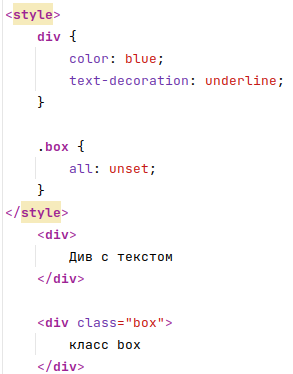 <style>
div {
color: blue;
text-decoration: underline;
}
.box {
all: unset;
}
</style>
<div>
Див с текстом
</div>
<div class="box">
класс box
</div>